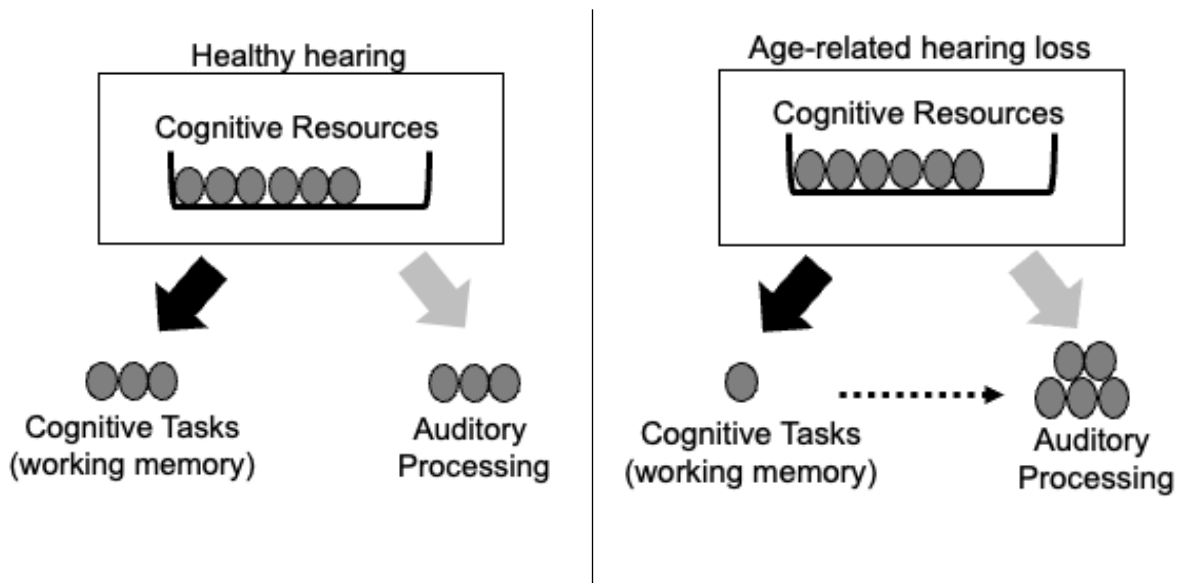 Healthy hearing
Cognitive Resources
Cognitive Tasks
(working memory)
Auditory
Processing
Age-related hearing loss
Cognitive Resources
Cognitive Tasks
(working memory)
Auditory
Processing